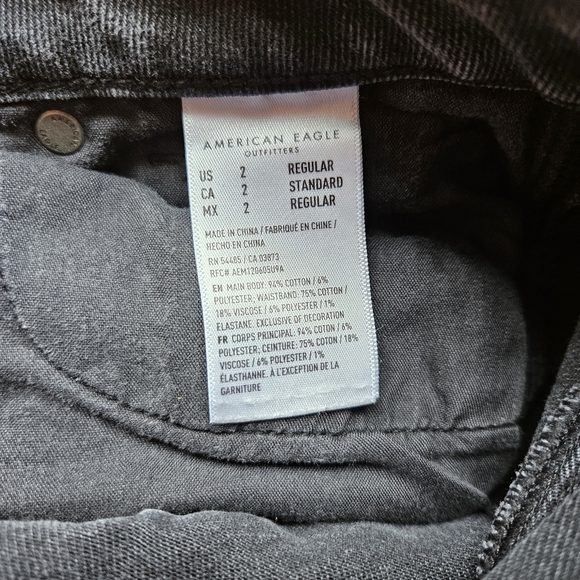 AMERICAN EAGLE
OUTFITTERS
US 2 REGULAR
CA 2 STANDARD
MX 2 REGULAR
MADE IN CHINA / FABRIQUÉ EN CHINE /
HECHO EN CHINA
RN 54485 / CA 03873
RFC# AEM120605U9A
EN MAIN BODY: 94% COTTON / 6%
POLYESTER; WAISTBAND: 75% COTTON /
18% VISCOSE / 6% POLYESTER / 1%
ELASTANE. EXCLUSIVE OF DECORATION
FR CORPS PRINCIPAL: 94% COTON / 6%
POLYESTER; CEINTURE: 75% COTON / 18%
VISCOSE / 6% POLYESTER / 1%
ÉLASTHANNE. À L'EXCEPTION DE LA
GARNITURE